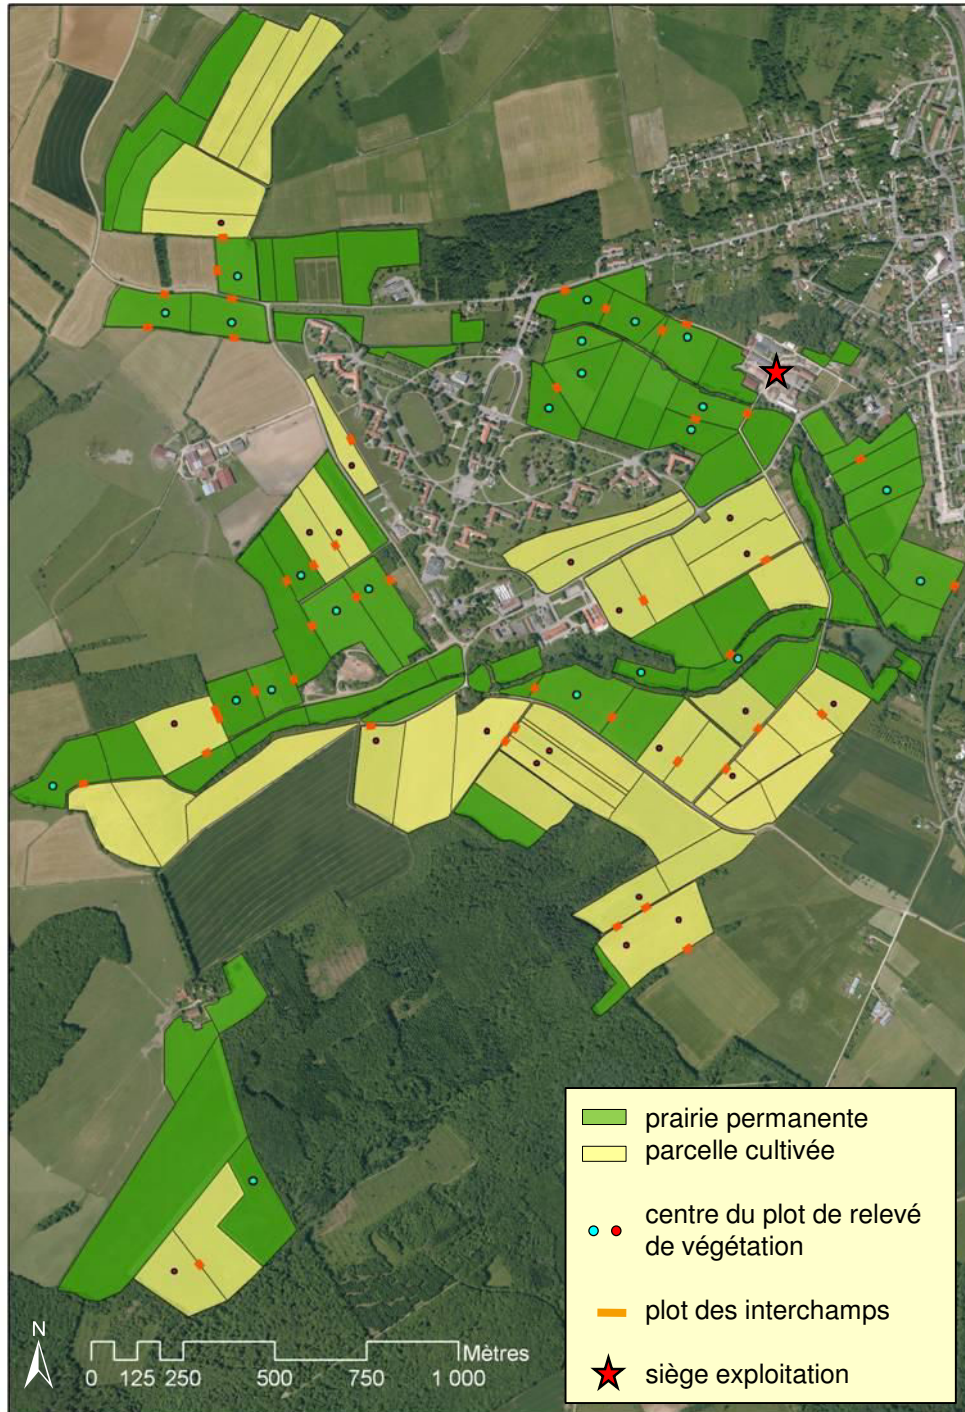 prairie permanente
parcelle cultivée
centre du plot de relevé
de végétation
plot des interchamps
siège exploitation
N
Mètres
0 125 250 500 750 1 000